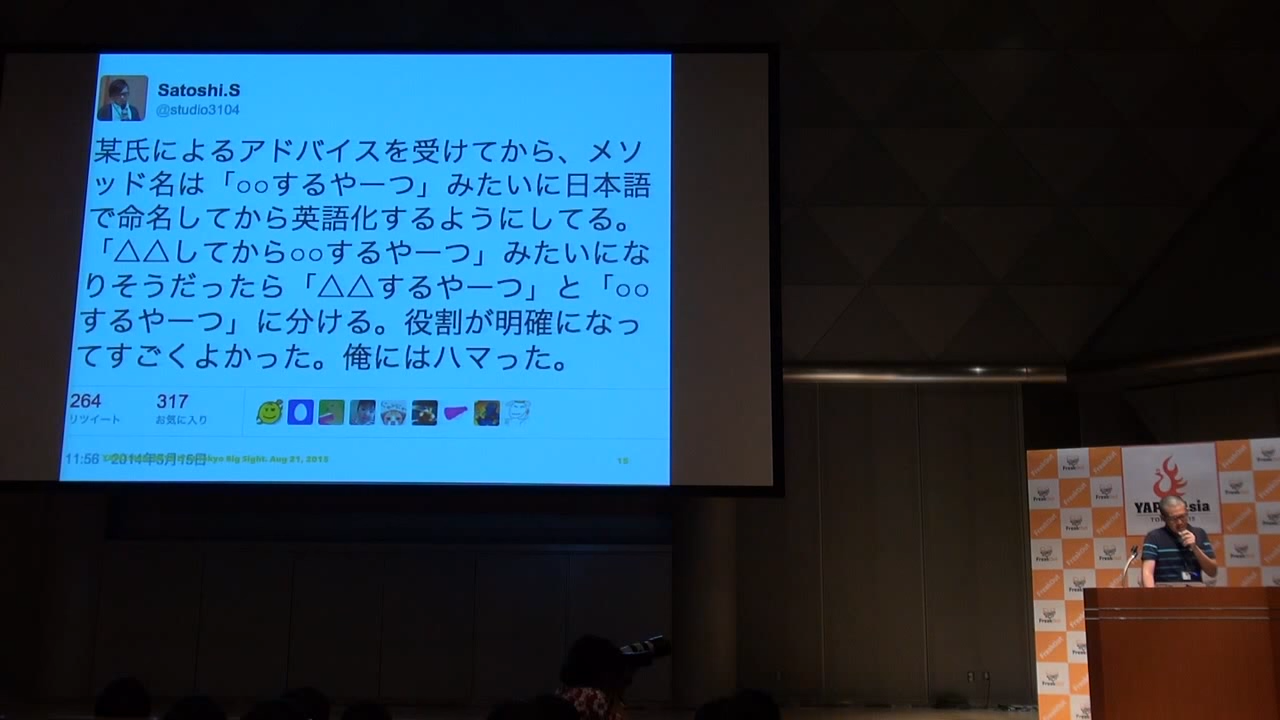 Satoshi.S
@studio3104
某氏によるアドバイスを受けてから、メソ
ッド名は「○○するやーつ」みたいに日本語
で命名してから英語化するようにしてる。
「△△してから○○するやーつ」みたいにな
りそうだったら「△△するやーつ」と「○○
するやーつ」に分ける。役割が明確になっ
てすごくよかった。俺にはハマった。
264 317
リツイート お気に入り
11:56 - 2014年5月15日
Big Sight. Aug 21, 2015
15
FreakOut